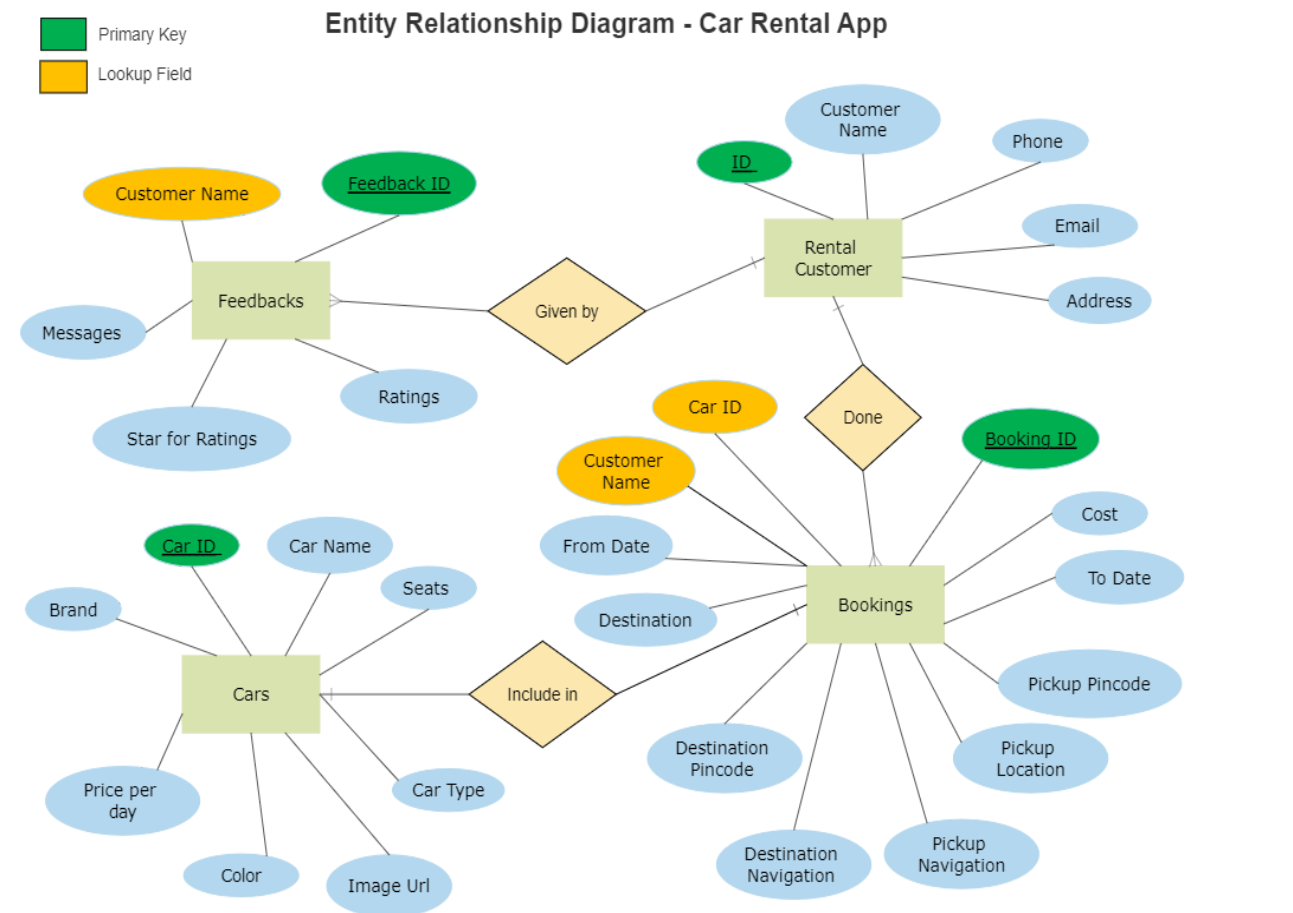 Entity Relationship Diagram - Car Rental App
Primary Key
Lookup Field
Customer
Name
Phone
ID
Feedback ID
Customer Name
Email
Rental
Customer
Feedbacks
Address
Given by
Messages
Ratings
Car ID
Done
Star for Ratings
Booking ID
Customer
Name
Cost
Car ID
Car Name
From Date
To Date
Seats
Brand
Destination
Bookings
Cars
Include in
Pickup Pincode
Destination
Pincode
Pickup
Location
Price per
day
Car Type
Destination
Navigation
Pickup
Navigation
Color
Image Url